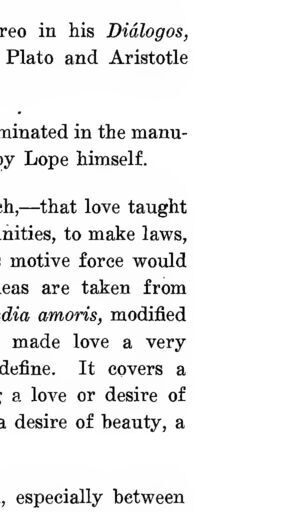 reo in his Diálogos,
Plato and Aristotle
minated in the manu-
by Lope himself.
ch,—that love taught
nities, to make laws,
motive force would
eas are taken from
dia amoris, modified
made love a very
define. It covers a
a love or desire of
a desire of beauty, a
, especially between